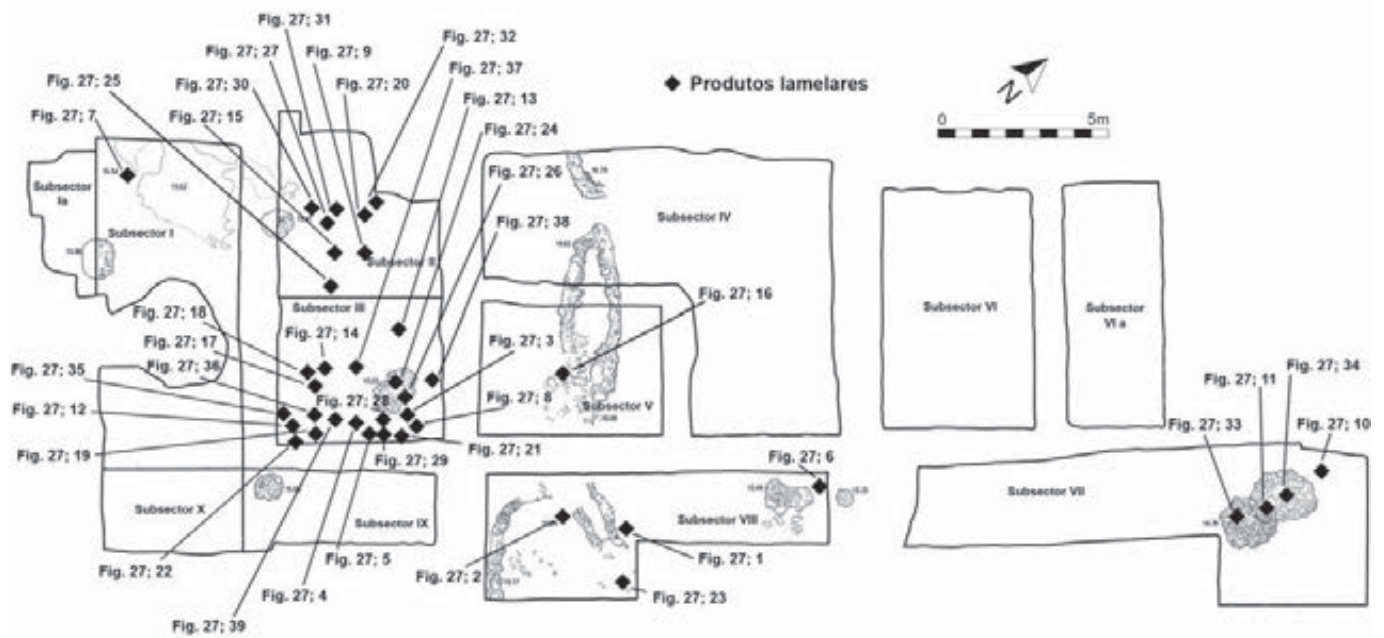 Fig. 27; 31
Fig. 27; 27
Fig. 27; 9
Fig. 27; 32
Fig. 27; 37
Fig. 27; 25
Fig. 27; 30
Fig. 27; 20
Fig. 27; 13
Fig. 27; 7
Fig. 27; 15
Fig. 27; 24
Produtos lamelares
N
0 5m
Fig. 27; 26
Fig. 27; 38
Subsector Ia
Subsector I
Subsector II
Subsector IV
Subsector III
Fig. 27; 16
Subsector VI
Subsector VI a
Fig. 27; 18
Fig. 27; 14
Fig. 27; 17
Fig. 27; 3
Fig. 27; 36
Fig. 27; 35
Fig. 27; 28
Fig. 27; 8
Subsector V
Fig. 27; 12
Fig. 27; 34
Fig. 27; 11
Fig. 27; 33
Fig. 27; 10
Fig. 27; 19
Fig. 27; 21
Fig. 27; 29
Fig. 27; 6
Subsector VII
Subsector X
Subsector IX
Subsector VIII
Fig. 27; 22
Fig. 27; 5
Fig. 27; 2
Fig. 27; 1
Fig. 27; 4
Fig. 27; 23
Fig. 27; 39